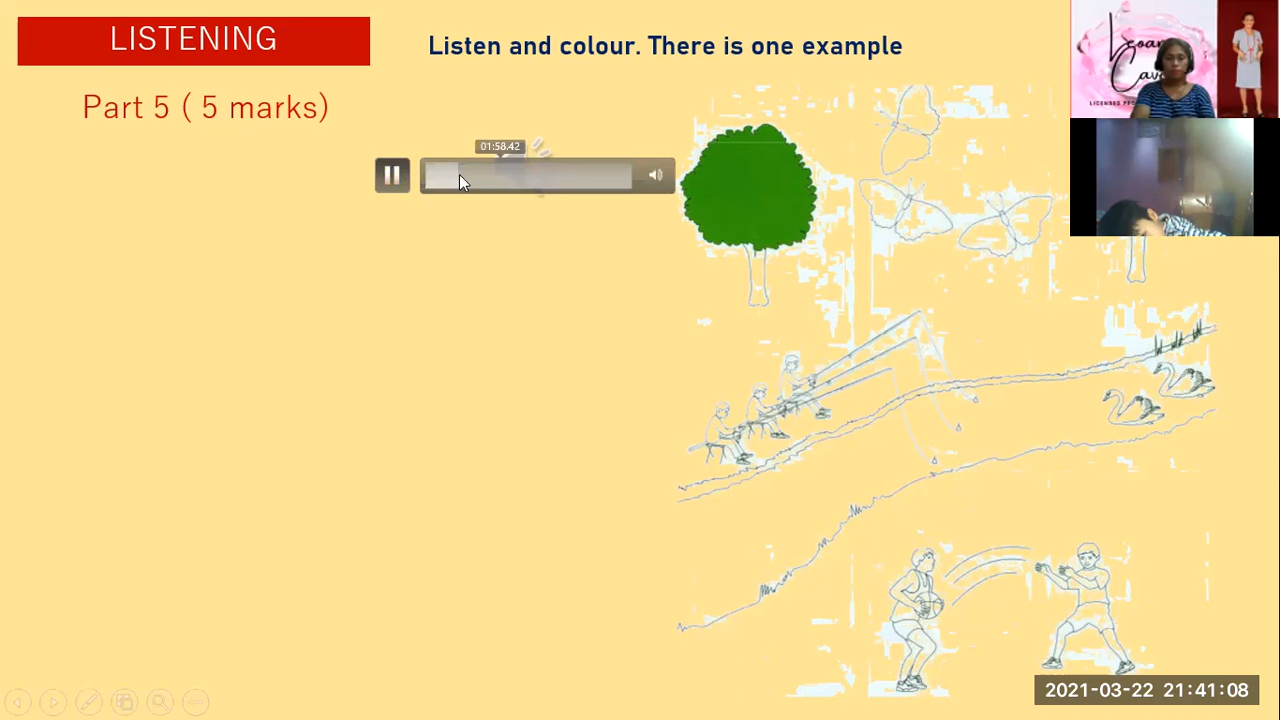 LISTENING
Listen and colour. There is one example
Part 5 ( 5 marks)
01:58.42
LICENSED
2021-03-22 21:41:08